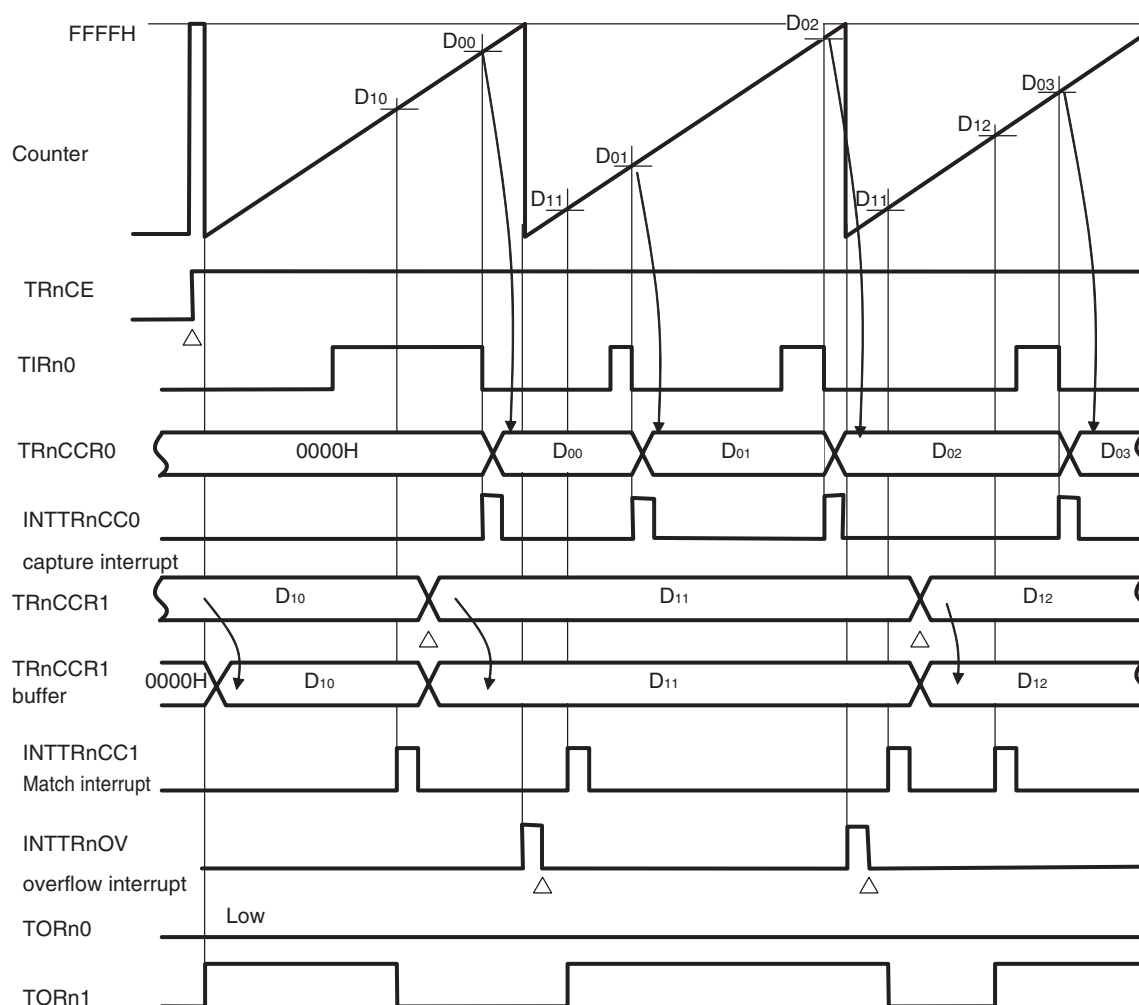 FFFFH
D00
D02
D10
D03
D12
Counter
D01
D11
D11
TRnCE
TIRn0
TRnCCR0
0000H
D00
D01
D02
D03
INTTRnCC0
capture interrupt
TRnCCR1
D10
D11
D12
TRnCCR1
buffer
0000H
D10
D11
D12
INTTRnCC1
Match interrupt
INTTRnOV
overflow interrupt
TORn0
Low
TORn1